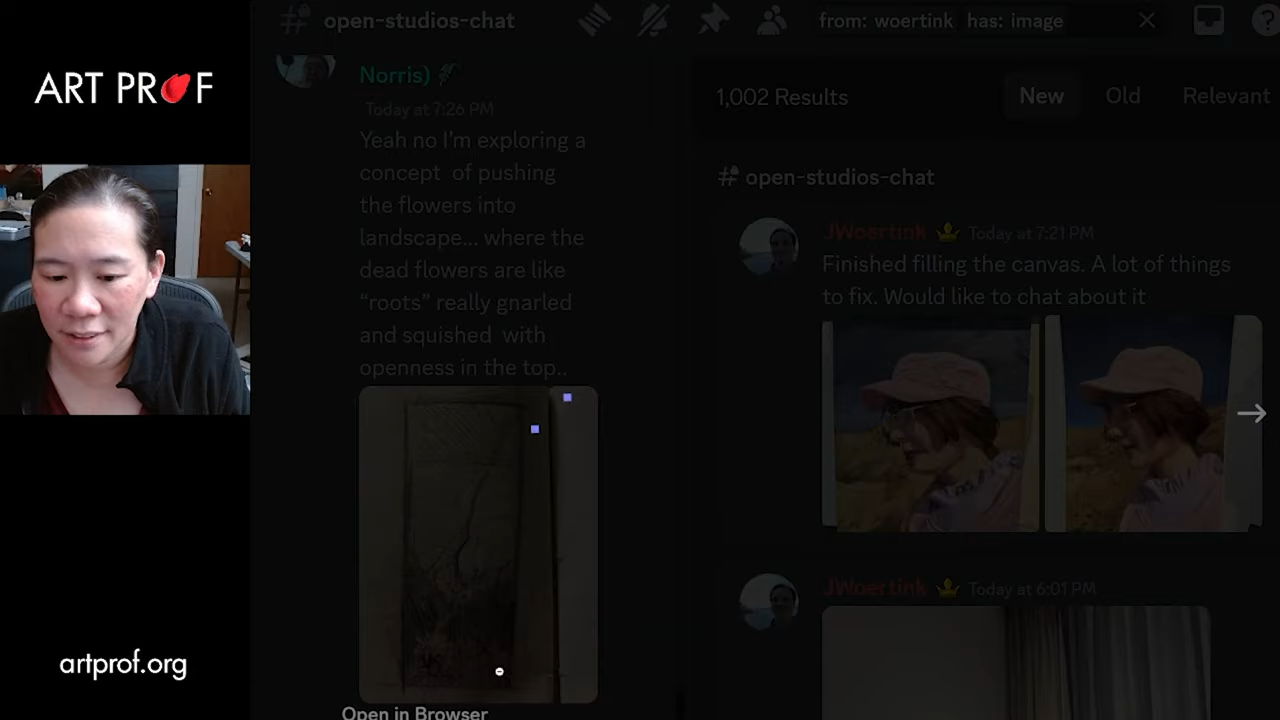 ART PROF
artprof.org
open-studios-chat
from: woertink has: image
Norris)
Today at 7:26 PM
Yeah no I'm exploring a
concept of pushing
the flowers into
landscape... where the
dead flowers are like
"roots" really gnarled
and squished with
openness in the top..
Open in Browser
1,002 Results
New
Old
Relevant
open-studios-chat
JWoertink Today at 7:21 PM
Finished filling the canvas. A lot of things
to fix. Would like to chat about it
JWoertink Today at 6:01 PM